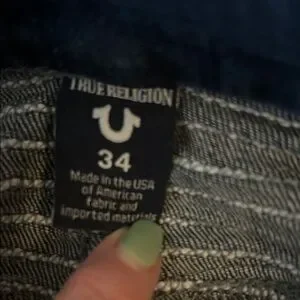 TRUE RELIGION
34
Made in the USA
of American
fabric and
imported materials